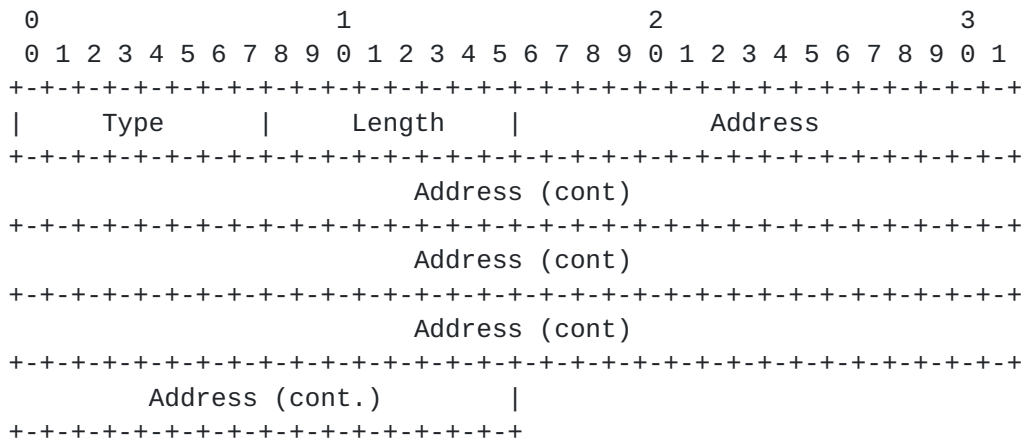 0                   1                   2                   3
 0 1 2 3 4 5 6 7 8 9 0 1 2 3 4 5 6 7 8 9 0 1 2 3 4 5 6 7 8 9 0 1
+-+-+-+-+-+-+-+-+-+-+-+-+-+-+-+-+-+-+-+-+-+-+-+-+-+-+-+-+-+-+-+-+
|     Type      |     Length    |            Address
+-+-+-+-+-+-+-+-+-+-+-+-+-+-+-+-+-+-+-+-+-+-+-+-+-+-+-+-+-+-+-+-+
                          Address (cont)
+-+-+-+-+-+-+-+-+-+-+-+-+-+-+-+-+-+-+-+-+-+-+-+-+-+-+-+-+-+-+-+-+
                          Address (cont)
+-+-+-+-+-+-+-+-+-+-+-+-+-+-+-+-+-+-+-+-+-+-+-+-+-+-+-+-+-+-+-+-+
                          Address (cont)
+-+-+-+-+-+-+-+-+-+-+-+-+-+-+-+-+-+-+-+-+-+-+-+-+-+-+-+-+-+-+-+-+
         Address (cont.)        |
+-+-+-+-+-+-+-+-+-+-+-+-+-+-+-+-+